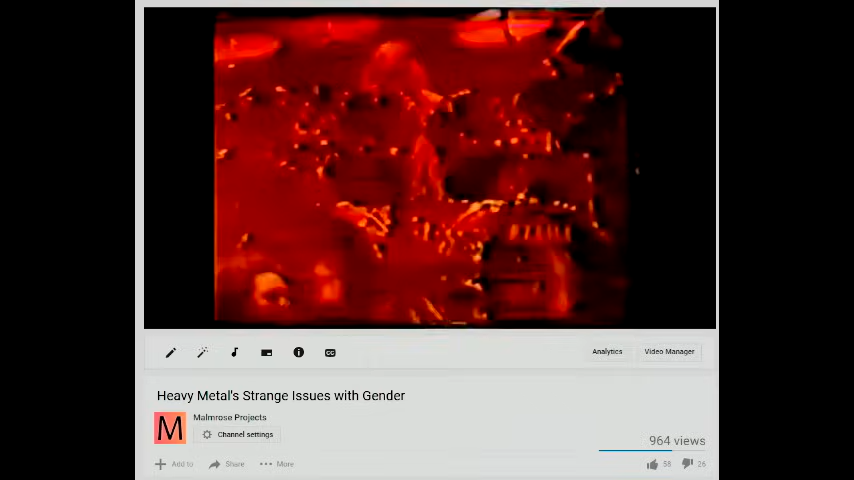 CC
Analytics
Video Manager
Heavy Metal's Strange Issues with Gender
M
Malmrose Projects
Channel settings
964 views
Add to
Share
More
58
26